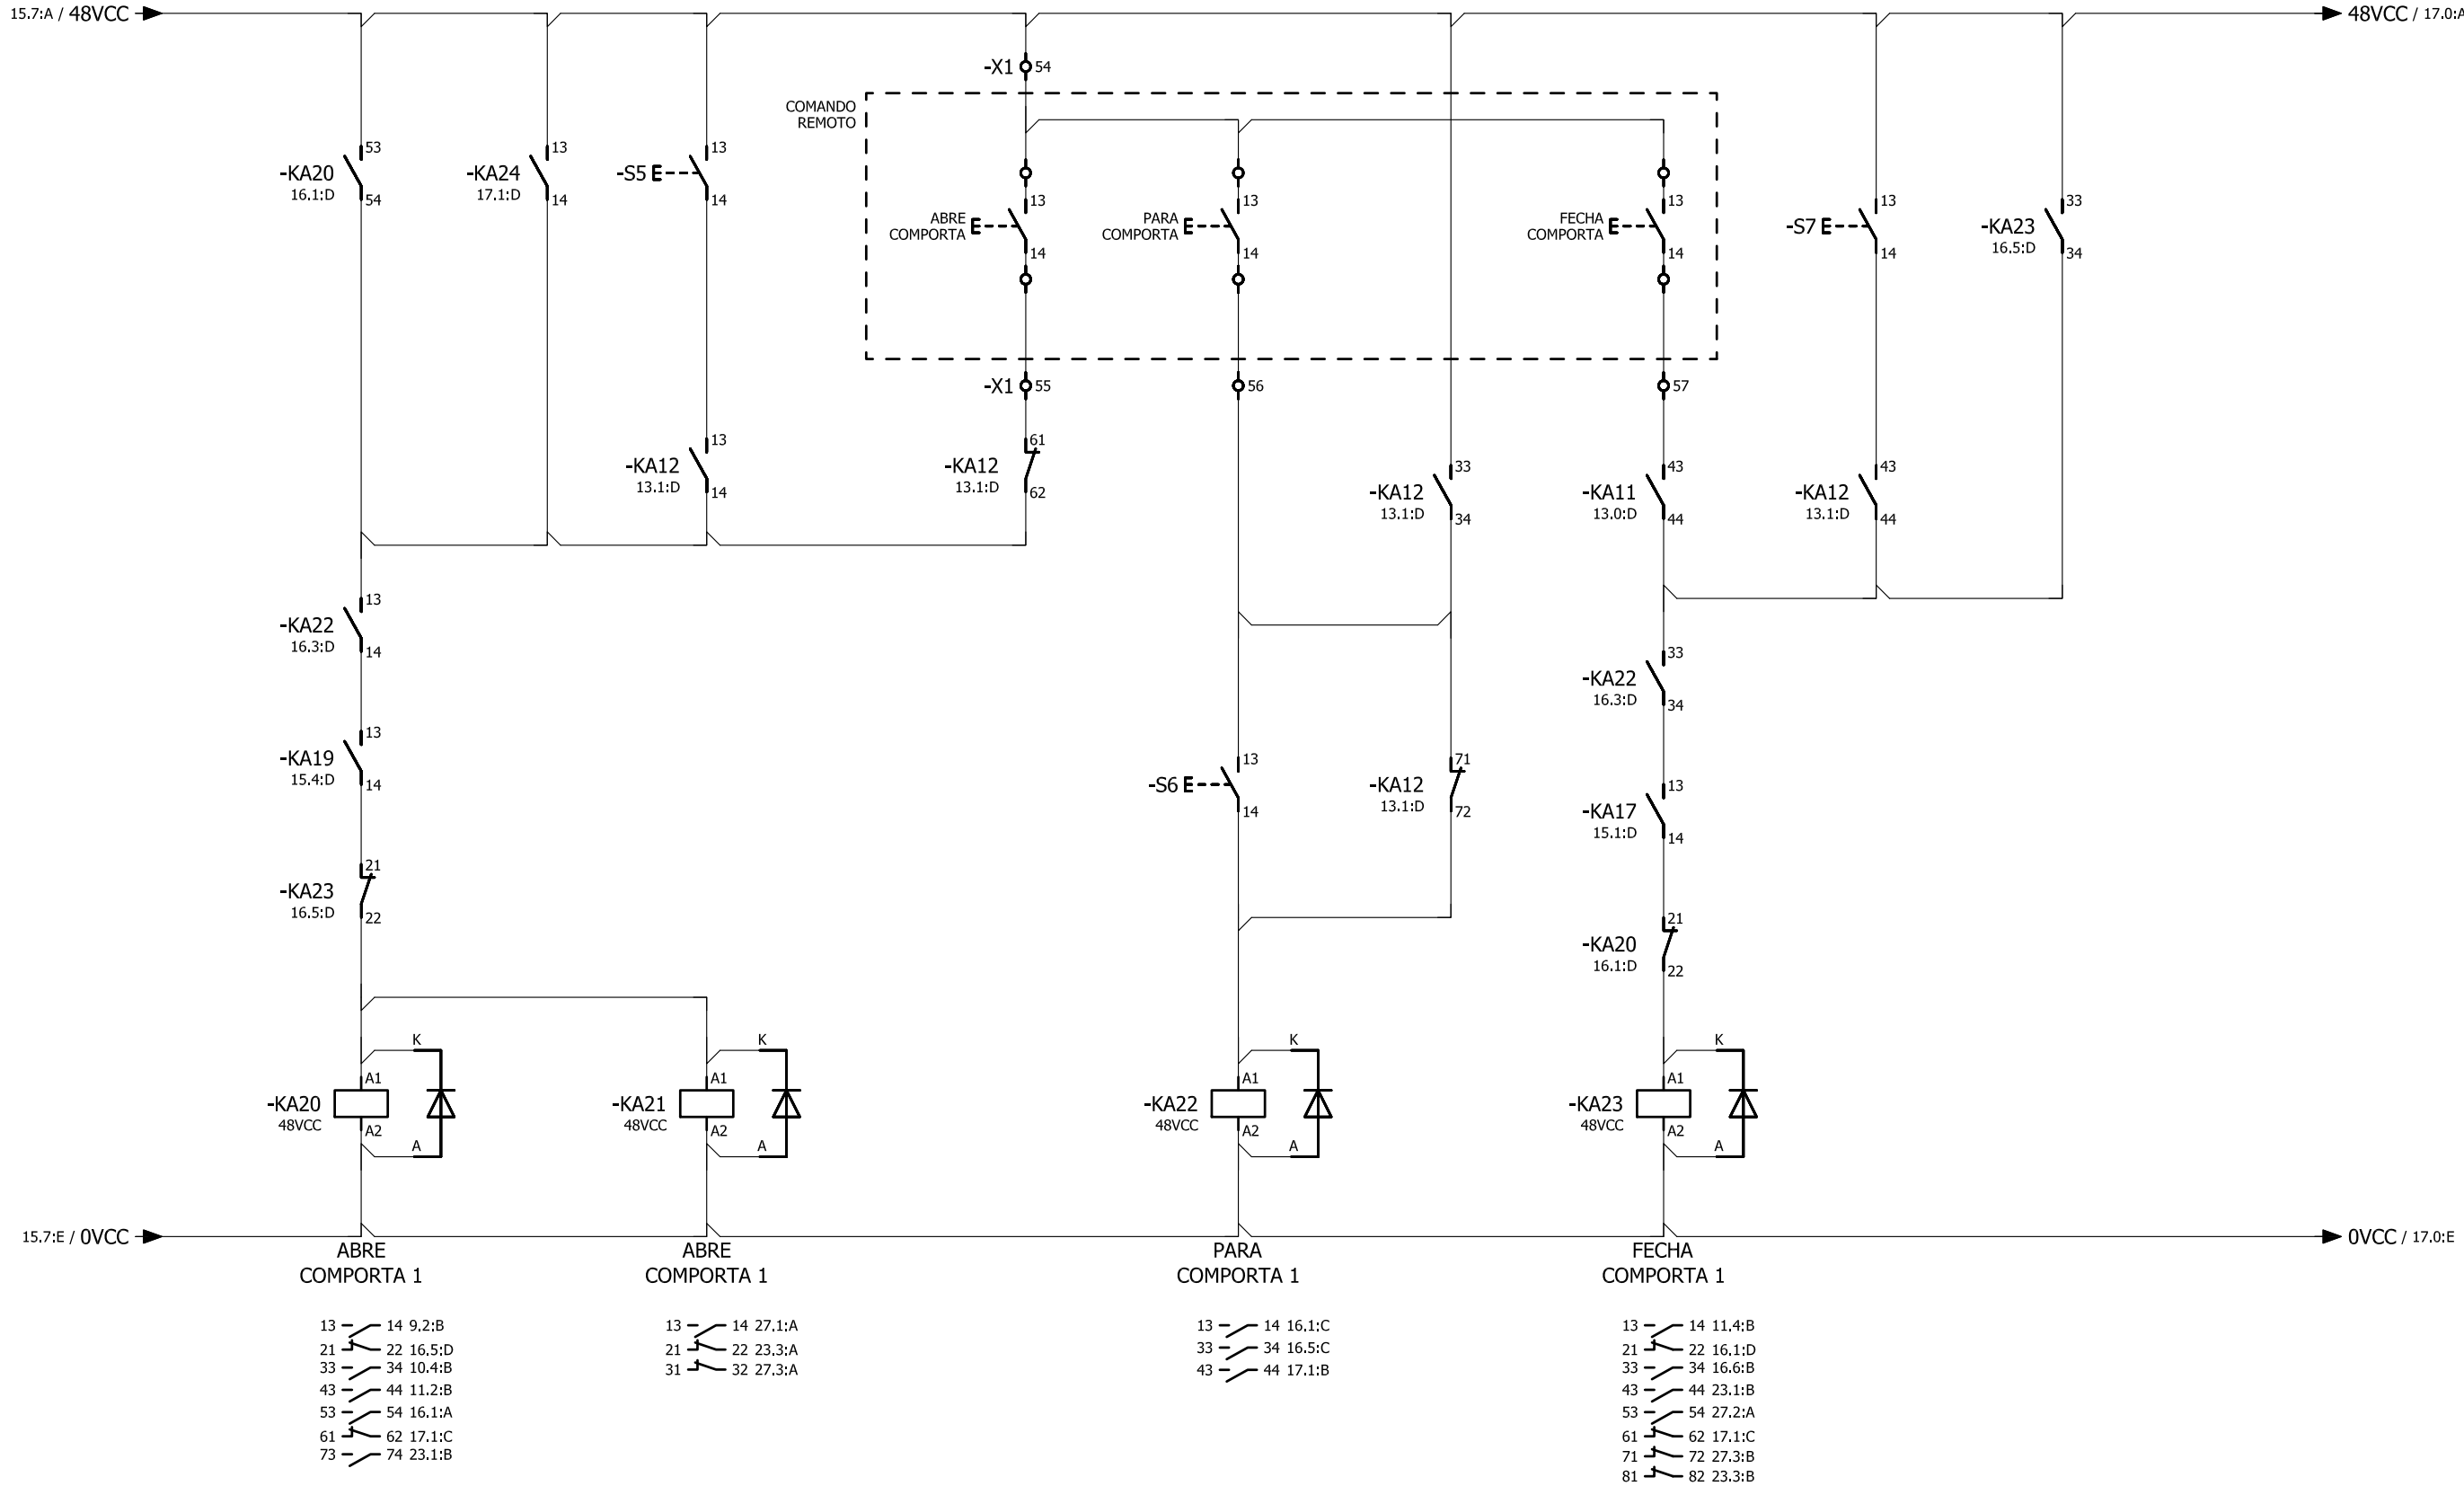 15.7:A / 48VCC
48VCC / 17.0:A
-X1 54
COMANDO
REMOTO
53
-KA20
16.1:D
54
13
-KA24
17.1:D
14
13
-S5
14
13
ABRE
COMPORTA
14
13
PARA
COMPORTA
14
13
FECHA
COMPORTA
14
13
-S7
14
33
-KA23
16.5:D
34
-X1 55
56
57
13
-KA12
13.1:D
14
61
-KA12
13.1:D
62
33
-KA12
13.1:D
34
43
-KA11
13.0:D
44
43
-KA12
13.1:D
44
13
-KA22
16.3:D
14
33
-KA22
16.3:D
34
13
-KA19
15.4:D
14
13
-S6
14
71
-KA12
13.1:D
72
13
-KA17
15.1:D
14
21
-KA23
16.5:D
22
21
-KA20
16.1:D
22
K
A1
-KA20
48VCC
A2
A
K
A1
-KA21
48VCC
A2
A
K
A1
-KA22
48VCC
A2
A
K
A1
-KA23
48VCC
A2
A
15.7:E / 0VCC
0VCC / 17.0:E
ABRE
COMPORTA 1
ABRE
COMPORTA 1
PARA
COMPORTA 1
FECHA
COMPORTA 1
13 14 9.2:B
21 22 16.5:D
33 34 10.4:B
43 44 11.2:B
53 54 16.1:A
61 62 17.1:C
73 74 23.1:B
13 14 27.1:A
21 22 23.3:A
31 32 27.3:A
13 14 16.1:C
33 34 16.5:C
43 44 17.1:B
13 14 11.4:B
21 22 16.1:D
33 34 16.6:B
43 44 23.1:B
53 54 27.2:A
61 62 17.1:C
71 72 27.3:B
81 82 23.3:B